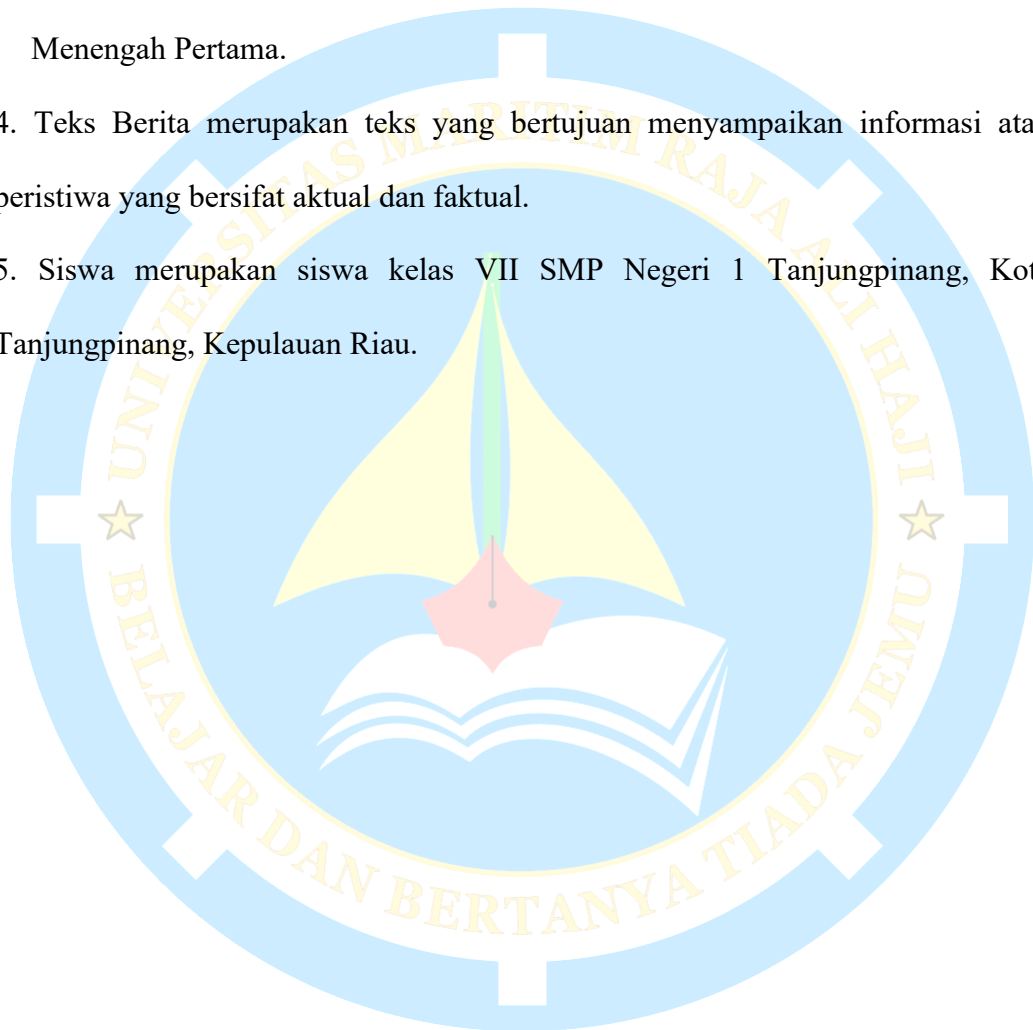 Menengah Pertama.
4. Teks Berita merupakan teks yang bertujuan menyampaikan informasi ata
peristiwa yang bersifat aktual dan faktual.
5. Siswa merupakan siswa kelas VII SMP Negeri 1 Tanjungpinang, Kot
Tanjungpinang, Kepulauan Riau.
UNIVERSITAS MARITIM RAJA ALI HAJI
BELAJAR DAN BERTANYA TIADA JEMU